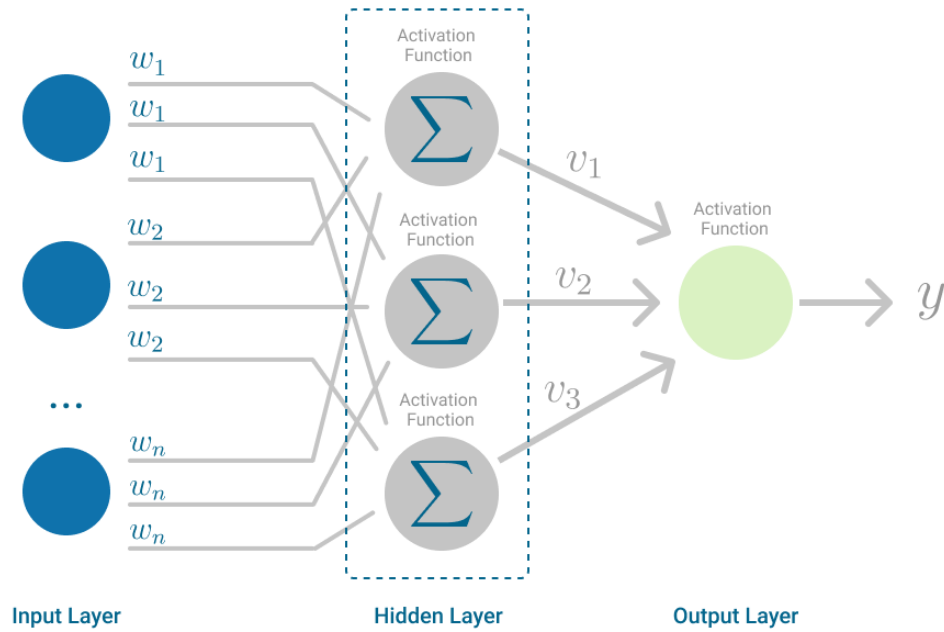 Activation
Function
w₁
w₁
w₁
w₂
w₂
w₂
...
wₙ
wₙ
wₙ
Σ
Activation
Function
Σ
Activation
Function
Σ
v₁
v₂
v₃
Activation
Function
y
Input Layer
Hidden Layer
Output Layer